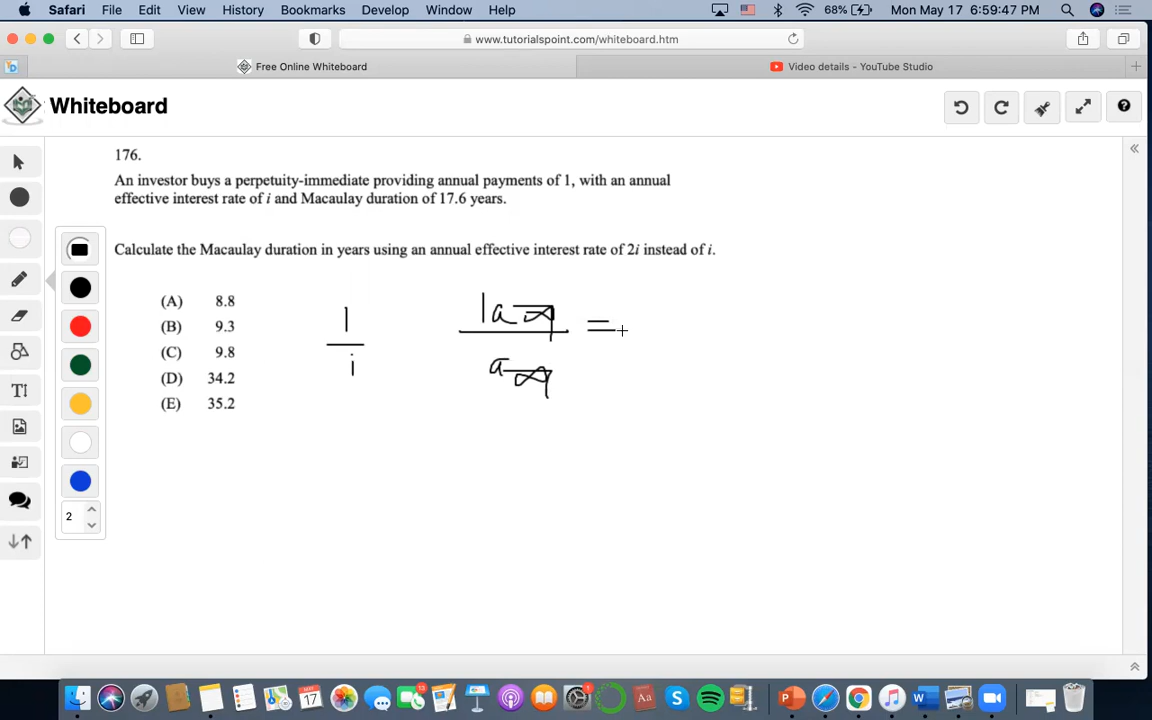 Safari File Edit View History Bookmarks Develop Window Help 68% Mon May 17 6:59:47 PM
www.tutorialspoint.com/whiteboard.htm
Free Online Whiteboard Video details - YouTube Studio
Whiteboard
176.
An investor buys a perpetuity-immediate providing annual payments of 1, with an annual
effective interest rate of i and Macaulay duration of 17.6 years.
Calculate the Macaulay duration in years using an annual effective interest rate of 2i instead of i.
(A) 8.8
(B) 9.3
(C) 9.8
(D) 34.2
(E) 35.2
1
i
Ia ∞ =
a ∞
2